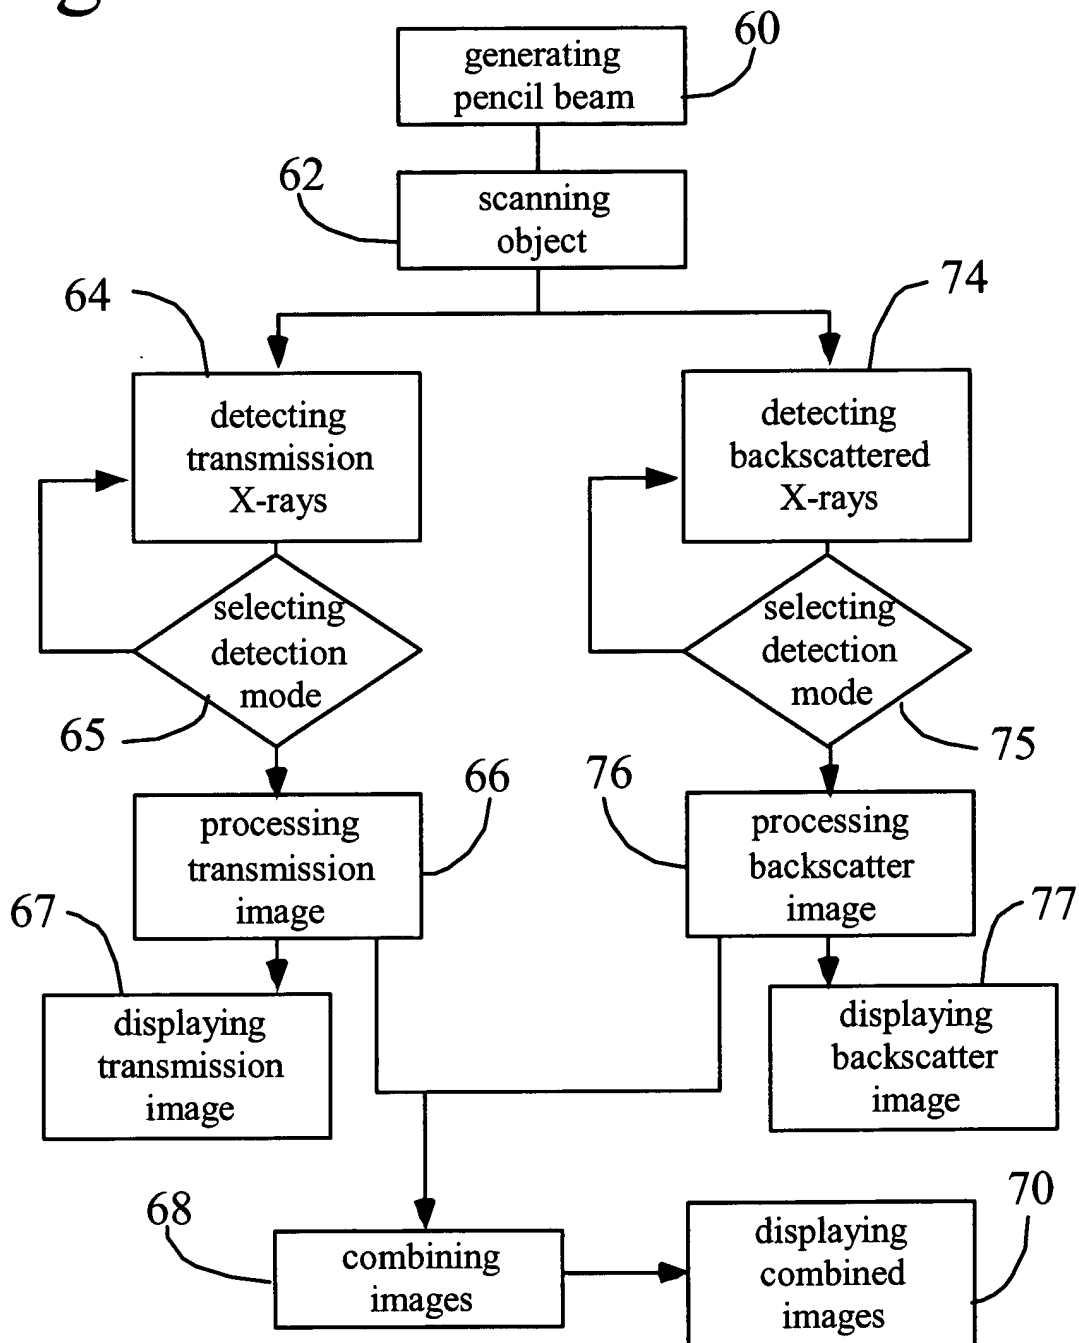 g
60
generating
pencil beam
62
scanning
object
64
74
detecting
transmission
X-rays
detecting
backscattered
X-rays
selecting
detection
mode
selecting
detection
mode
65
75
66
76
processing
transmission
image
processing
backscatter
image
67
77
displaying
transmission
image
displaying
backscatter
image
68
70
combining
images
displaying
combined
images